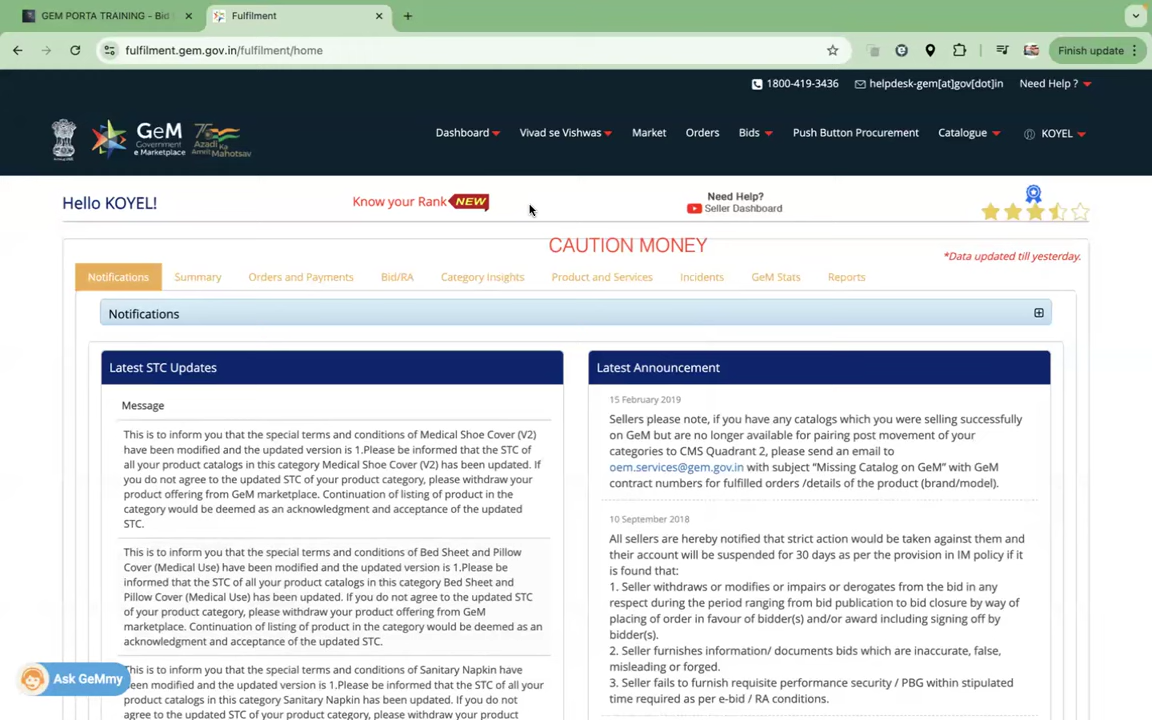 GEM PORTA TRAINING - Bid
Fulfilment
fulfilment.gem.gov.in/fulfilment/home
Finish update
1800-419-3436
helpdesk-gem[at]gov[dot]in
Need Help ?
GeM
Government
e Marketplace
75
Azadi Ka
Amrit Mahotsav
Dashboard
Vivad se Vishwas
Market
Orders
Bids
Push Button Procurement
Catalogue
KOYEL
Hello KOYEL!
Know your Rank NEW
Need Help?
Seller Dashboard
CAUTION MONEY
*Data updated till yesterday.
Notifications
Summary
Orders and Payments
Bid/RA
Category Insights
Product and Services
Incidents
GeM Stats
Reports
Notifications
Latest STC Updates
Message
This is to inform you that the special terms and conditions of Medical Shoe Cover (V2)
have been modified and the updated version is 1.Please be informed that the STC of
all your product catalogs in this category Medical Shoe Cover (V2) has been updated. If
you do not agree to the updated STC of your product category, please withdraw your
product offering from GeM marketplace. Continuation of listing of product in the
category would be deemed as an acknowledgment and acceptance of the updated
STC.
This is to inform you that the special terms and conditions of Bed Sheet and Pillow
Cover (Medical Use) have been modified and the updated version is 1.Please be
informed that the STC of all your product catalogs in this category Bed Sheet and
Pillow Cover (Medical Use) has been updated. If you do not agree to the updated STC
of your product category, please withdraw your product offering from GeM
marketplace. Continuation of listing of product in the category would be deemed as an
acknowledgment and acceptance of the updated STC.
This is to inform you that the special terms and conditions of Sanitary Napkin have
been modified and the updated version is 1.Please be informed that the STC of all your
product catalogs in this category Sanitary Napkin has been updated. If you do not
agree to the updated STC of your product category, please withdraw your product
Latest Announcement
15 February 2019
Sellers please note, if you have any catalogs which you were selling successfully
on GeM but are no longer available for pairing post movement of your
categories to CMS Quadrant 2, please send an email to
oem.services@gem.gov.in with subject “Missing Catalog on GeM” with GeM
contract numbers for fulfilled orders /details of the product (brand/model).
10 September 2018
All sellers are hereby notified that strict action would be taken against them and
their account will be suspended for 30 days as per the provision in IM policy if it
is found that:
1. Seller withdraws or modifies or impairs or derogates from the bid in any
respect during the period ranging from bid publication to bid closure by way of
placing of order in favour of bidder(s) and/or award including signing off by
bidder(s).
2. Seller furnishes information/ documents bids which are inaccurate, false,
misleading or forged.
3. Seller fails to furnish requisite performance security / PBG within stipulated
time required as per e-bid / RA conditions.
Ask GeMmy